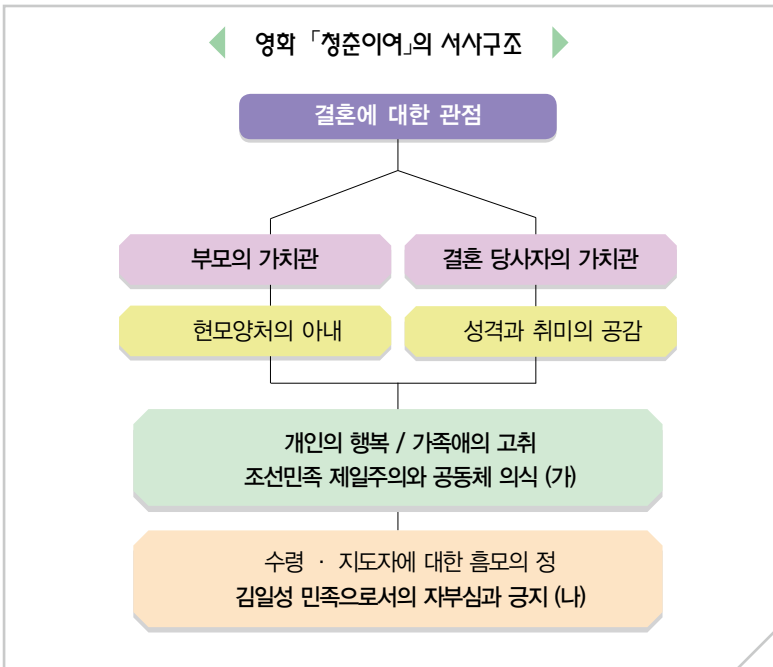 영화 「청춘이여」의 서사구조
결혼에 대한 관점
부모의 가치관
결혼 당사자의 가치관
현모양처의 아내
성격과 취미의 공감
개인의 행복 / 가족애의 고취
조선민족 제일주의와 공동체 의식 (가)
수령 · 지도자에 대한 흠모의 정
김일성 민족으로서의 자부심과 긍지 (나)